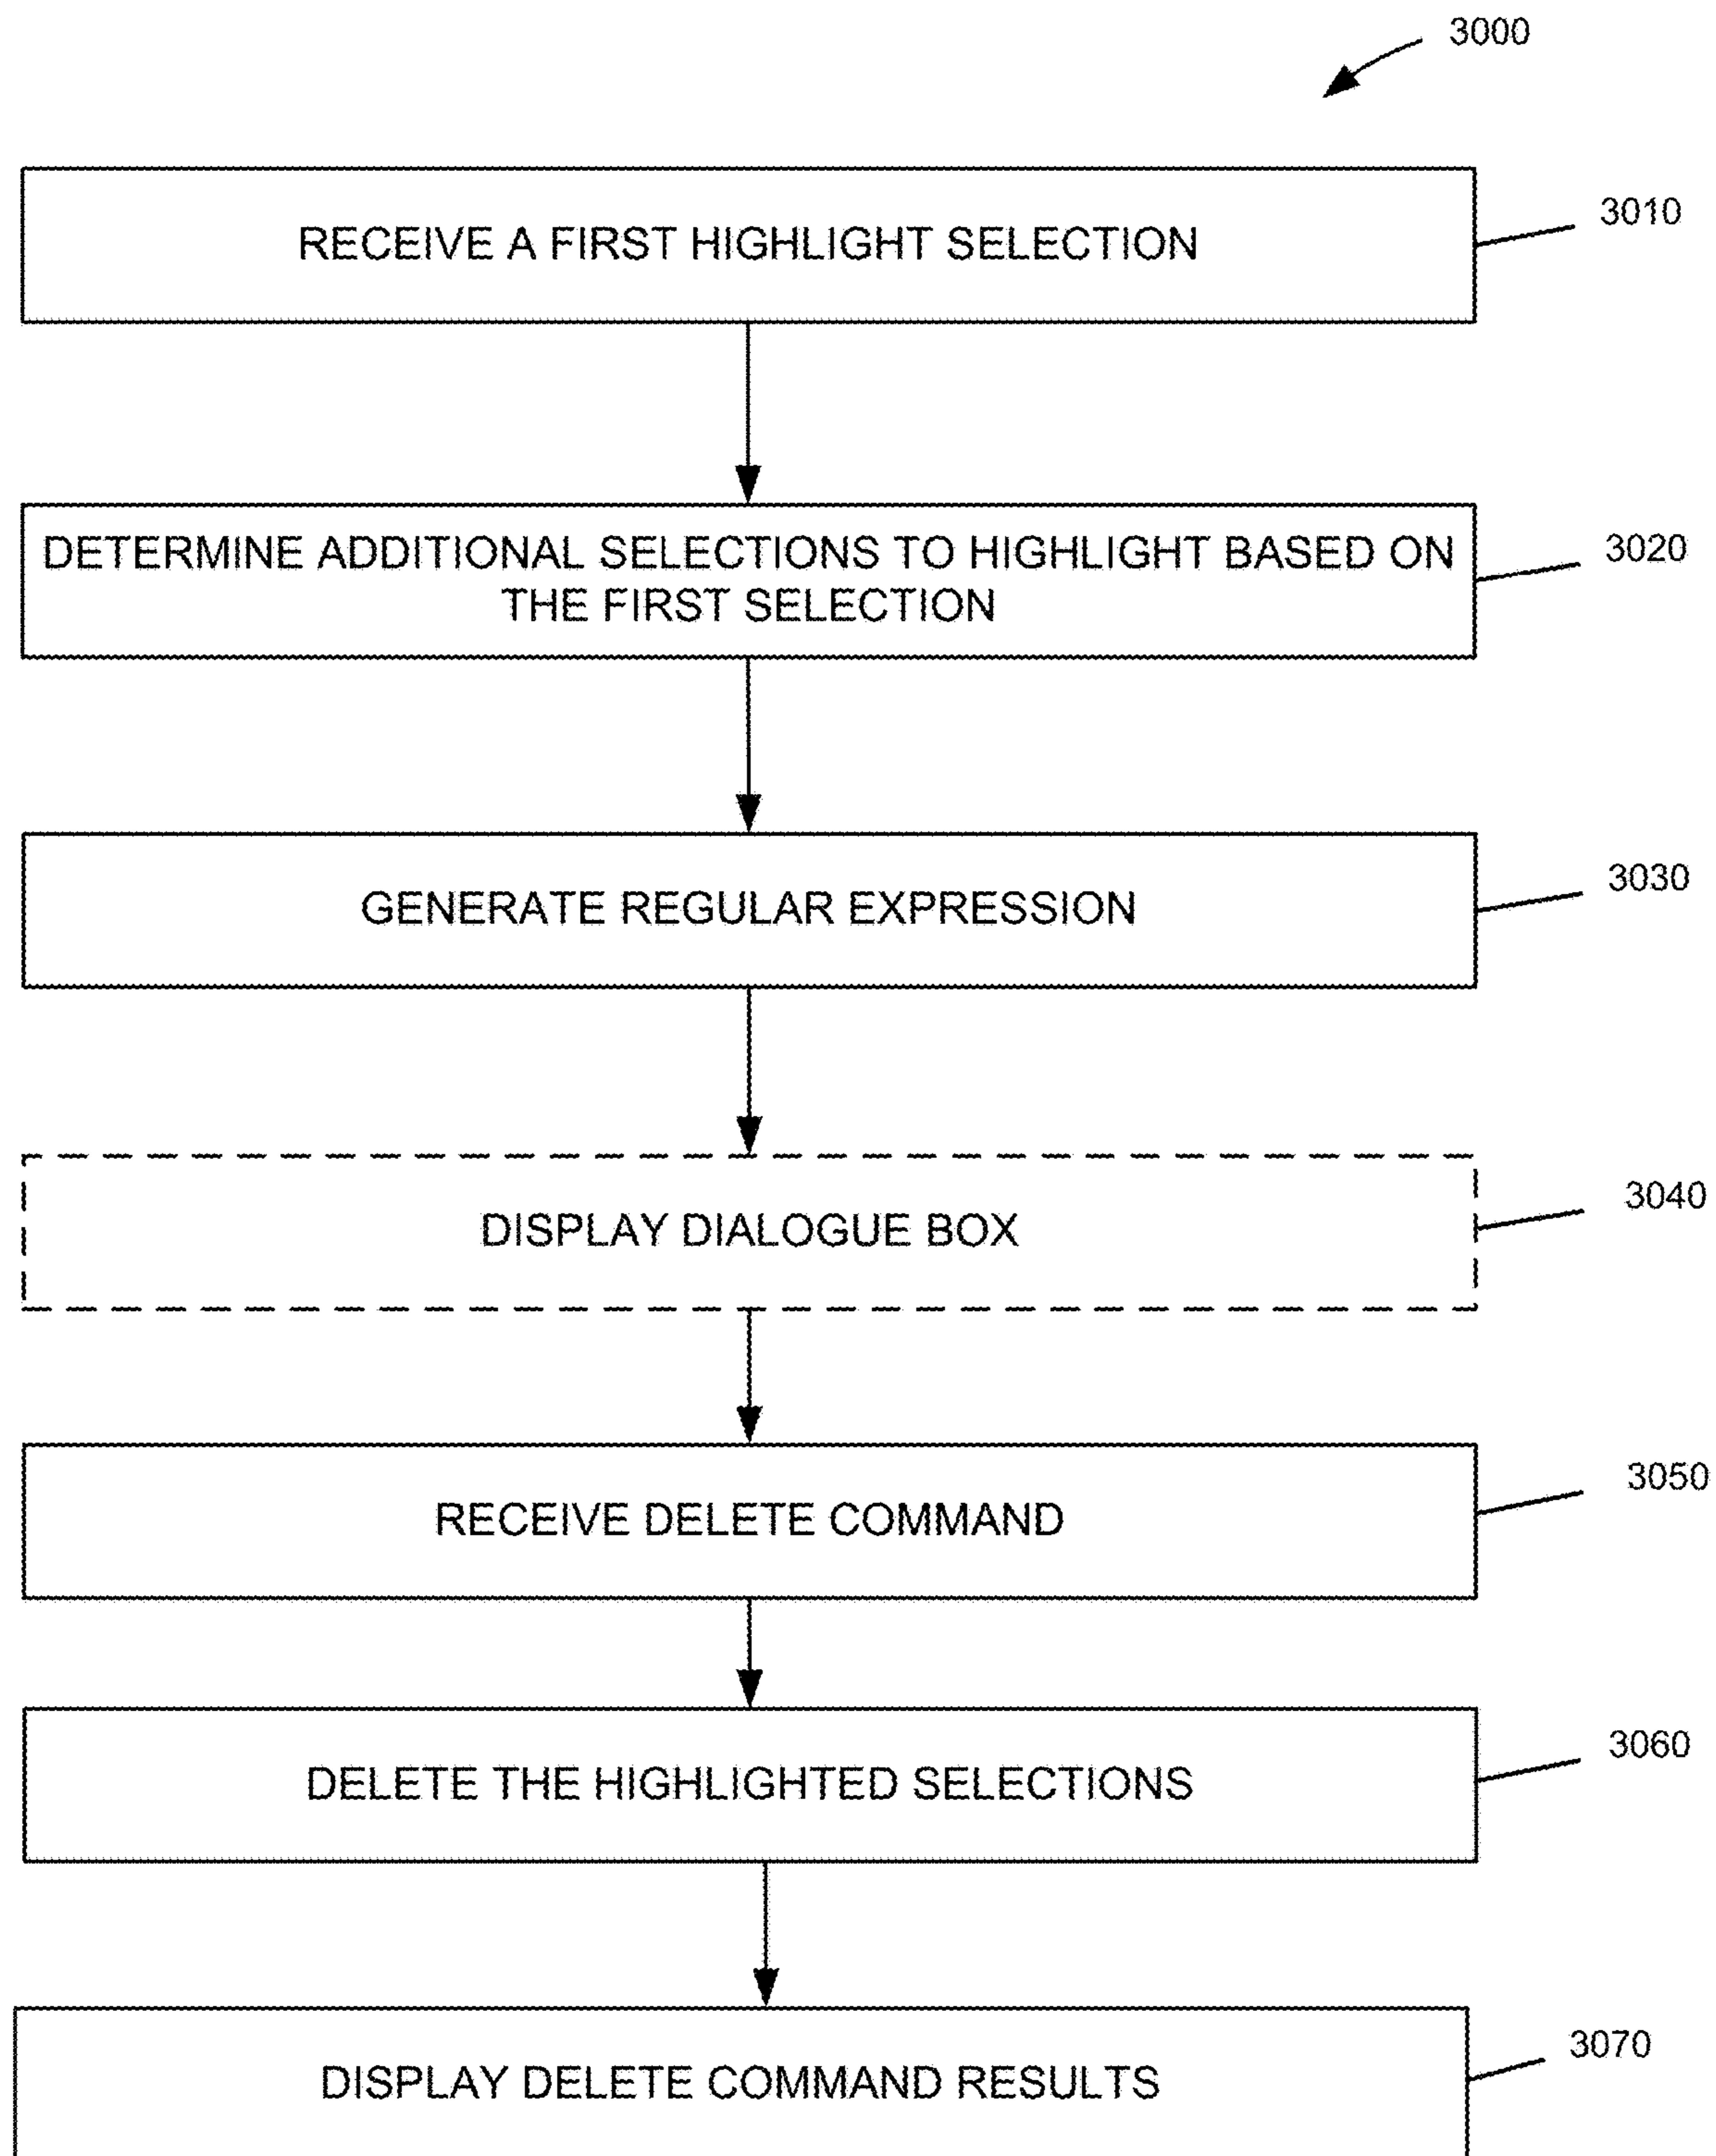 3000
RECEIVE A FIRST HIGHLIGHT SELECTION
3010
DETERMINE ADDITIONAL SELECTIONS TO HIGHLIGHT BASED ON
THE FIRST SELECTION
3020
GENERATE REGULAR EXPRESSION
3030
DISPLAY DIALOGUE BOX
3040
RECEIVE DELETE COMMAND
3050
DELETE THE HIGHLIGHTED SELECTIONS
3060
DISPLAY DELETE COMMAND RESULTS
3070